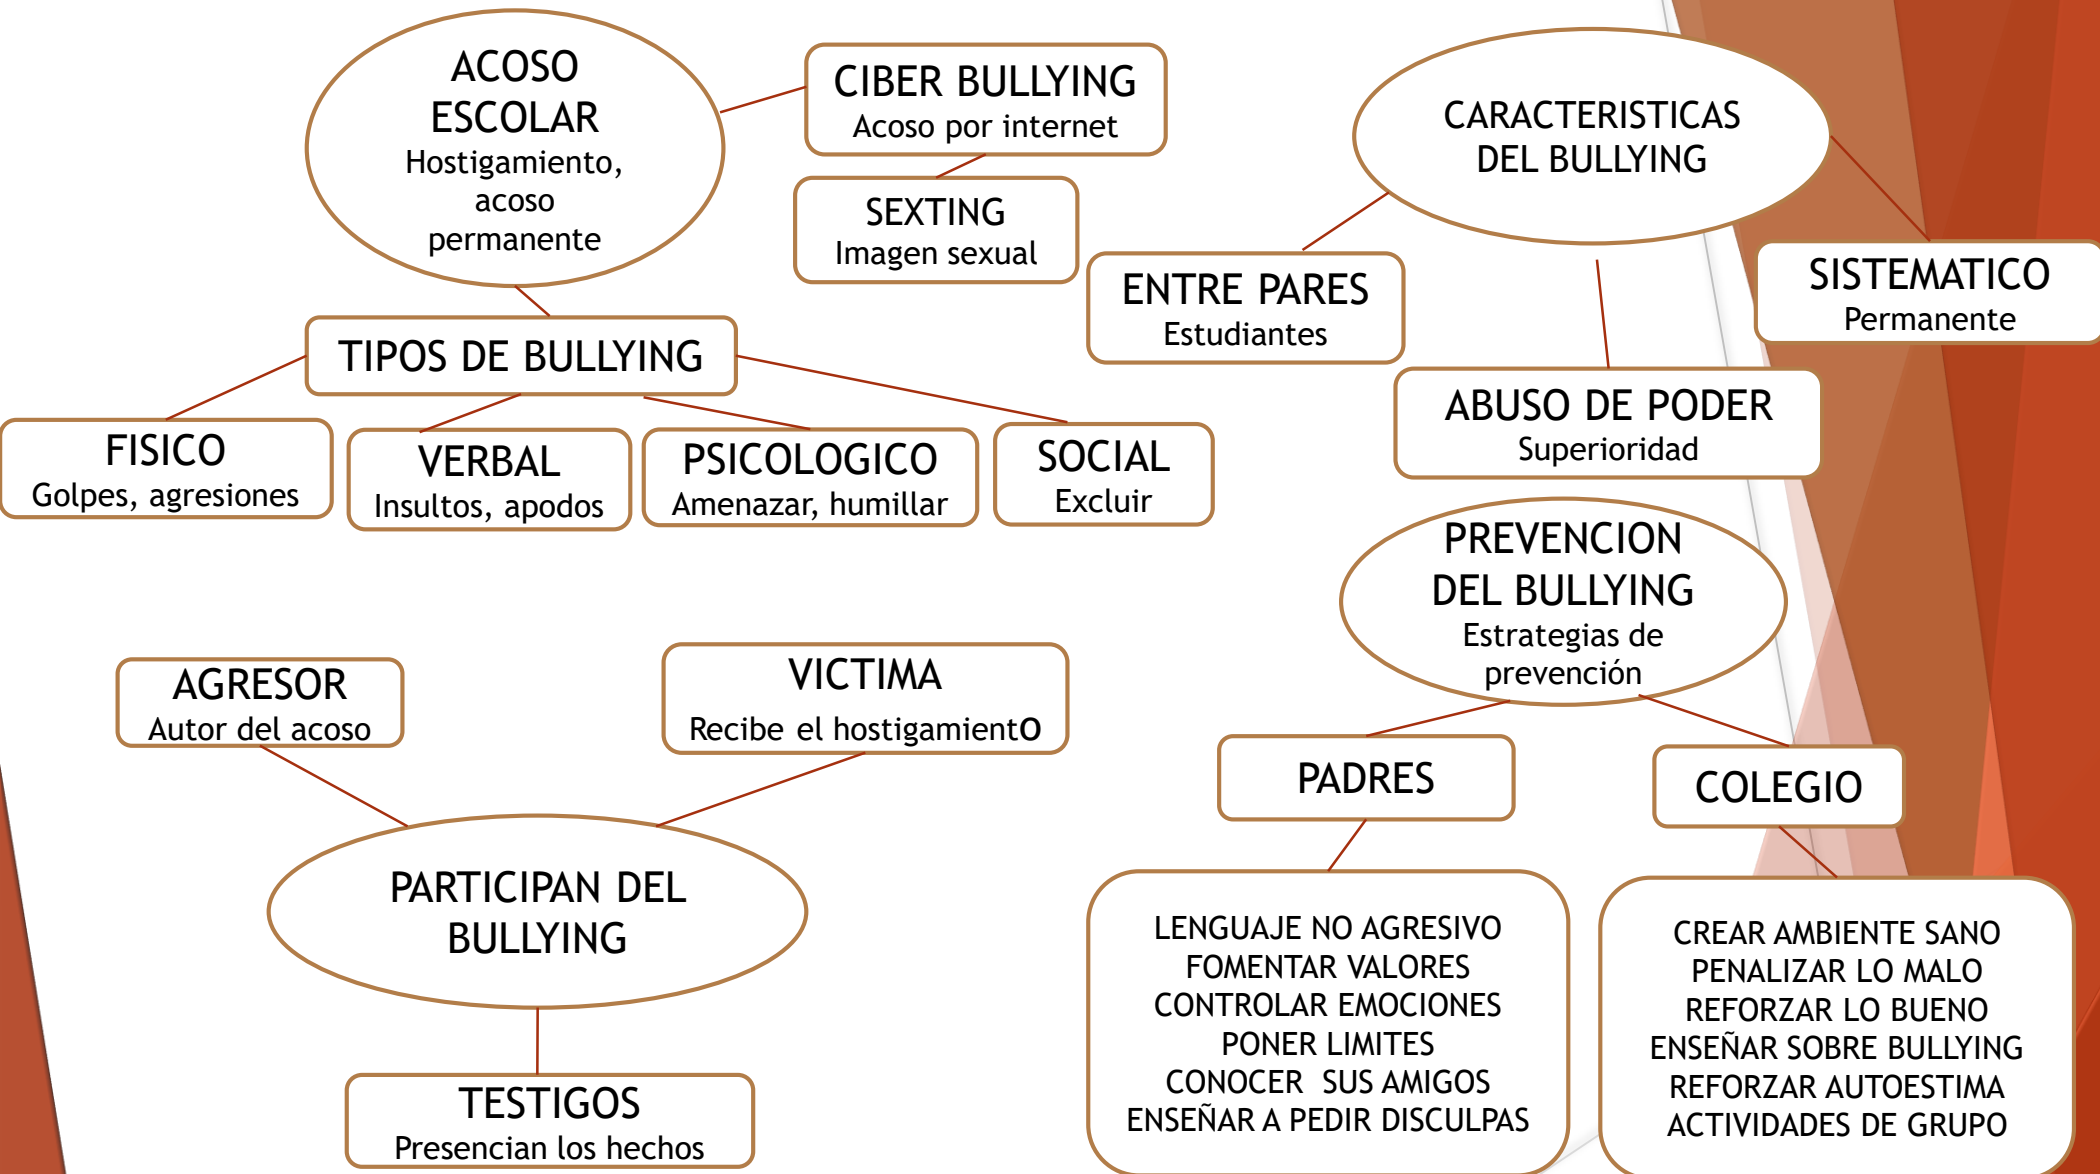 ACOSO
ESCOLAR
Hostigamiento,
acoso
permanente
CIBER BULLYING
Acoso por internet
SEXTING
Imagen sexual
TIPOS DE BULLYING
FISICO
Golpes, agresiones
VERBAL
Insultos, apodos
PSICOLOGICO
Amenazar, humillar
SOCIAL
Excluir
CARACTERISTICAS
DEL BULLYING
ENTRE PARES
Estudiantes
SISTEMATICO
Permanente
ABUSO DE PODER
Superioridad
AGRESOR
Autor del acoso
VICTIMA
Recibe el hostigamientO
PARTICIPAN DEL
BULLYING
TESTIGOS
Presencian los hechos
PREVENCION
DEL BULLYING
Estrategias de
prevención
PADRES
LENGUAJE NO AGRESIVO
FOMENTAR VALORES
CONTROLAR EMOCIONES
PONER LIMITES
CONOCER  SUS AMIGOS
ENSEÑAR A PEDIR DISCULPAS
COLEGIO
CREAR AMBIENTE SANO
PENALIZAR LO MALO
REFORZAR LO BUENO
ENSEÑAR SOBRE BULLYING
REFORZAR AUTOESTIMA
ACTIVIDADES DE GRUPO